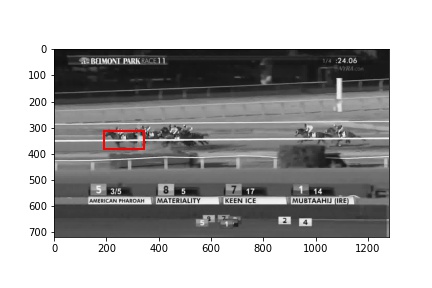 BELMONT PARK RACE 11
1/4 :24.06
5 3/5 8 5 7 17 1 14
AMERICAN PHAROAH MATERIALITY KEEN ICE MUBTAAHIJ (IRE)
2 4
0
100
200
300
400
500
600
700
0 200 400 600 800 1000 1200